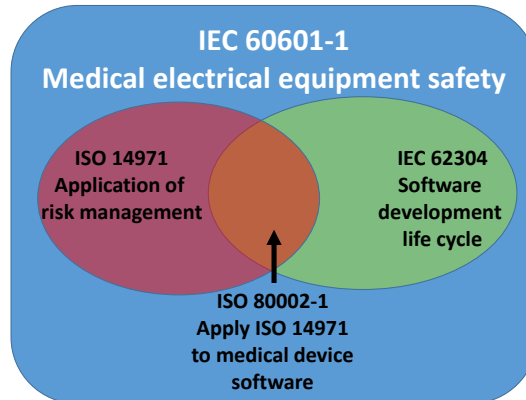 IEC 60601-1
Medical electrical equipment safety
ISO 14971
Application of
risk management
IEC 62304
Software
development
life cycle
ISO 80002-1
Apply ISO 14971
to medical device
software